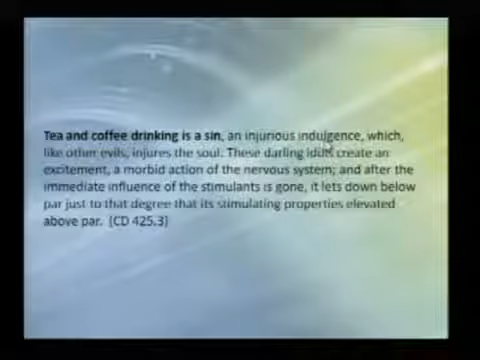 Tea and coffee drinking is a sin, an injurious indulgence, which,
like other evils, injures the soul. These darling idols create an
excitement, a morbid action of the nervous system; and after the
immediate influence of the stimulants is gone, it lets down below
par just to that degree that its stimulating properties elevated
above par. {CD 425.3}